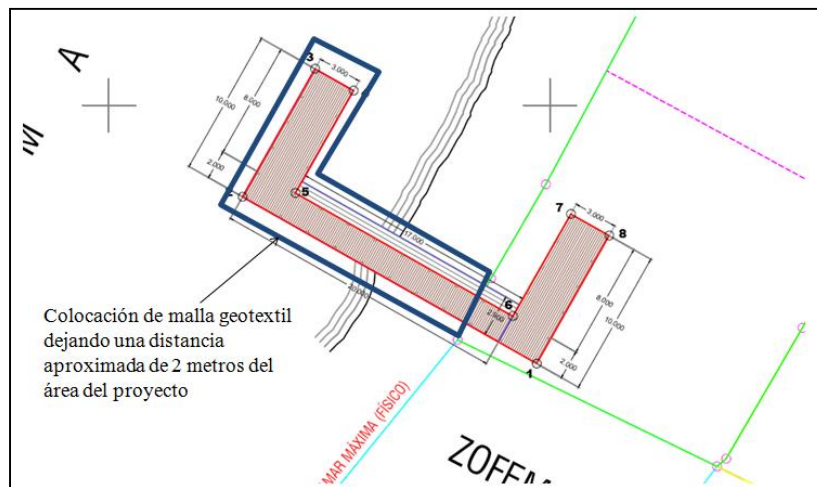 M A
3
3.000
10.000
8.000
2.000
5
17.000
7
3.000
8
6
8.000
10.000
2.000
1
Colocación de malla geotextil
dejando una distancia
aproximada de 2 metros del
área del proyecto
MAR MÁXIMA (FÍSICO)
ZOFEM